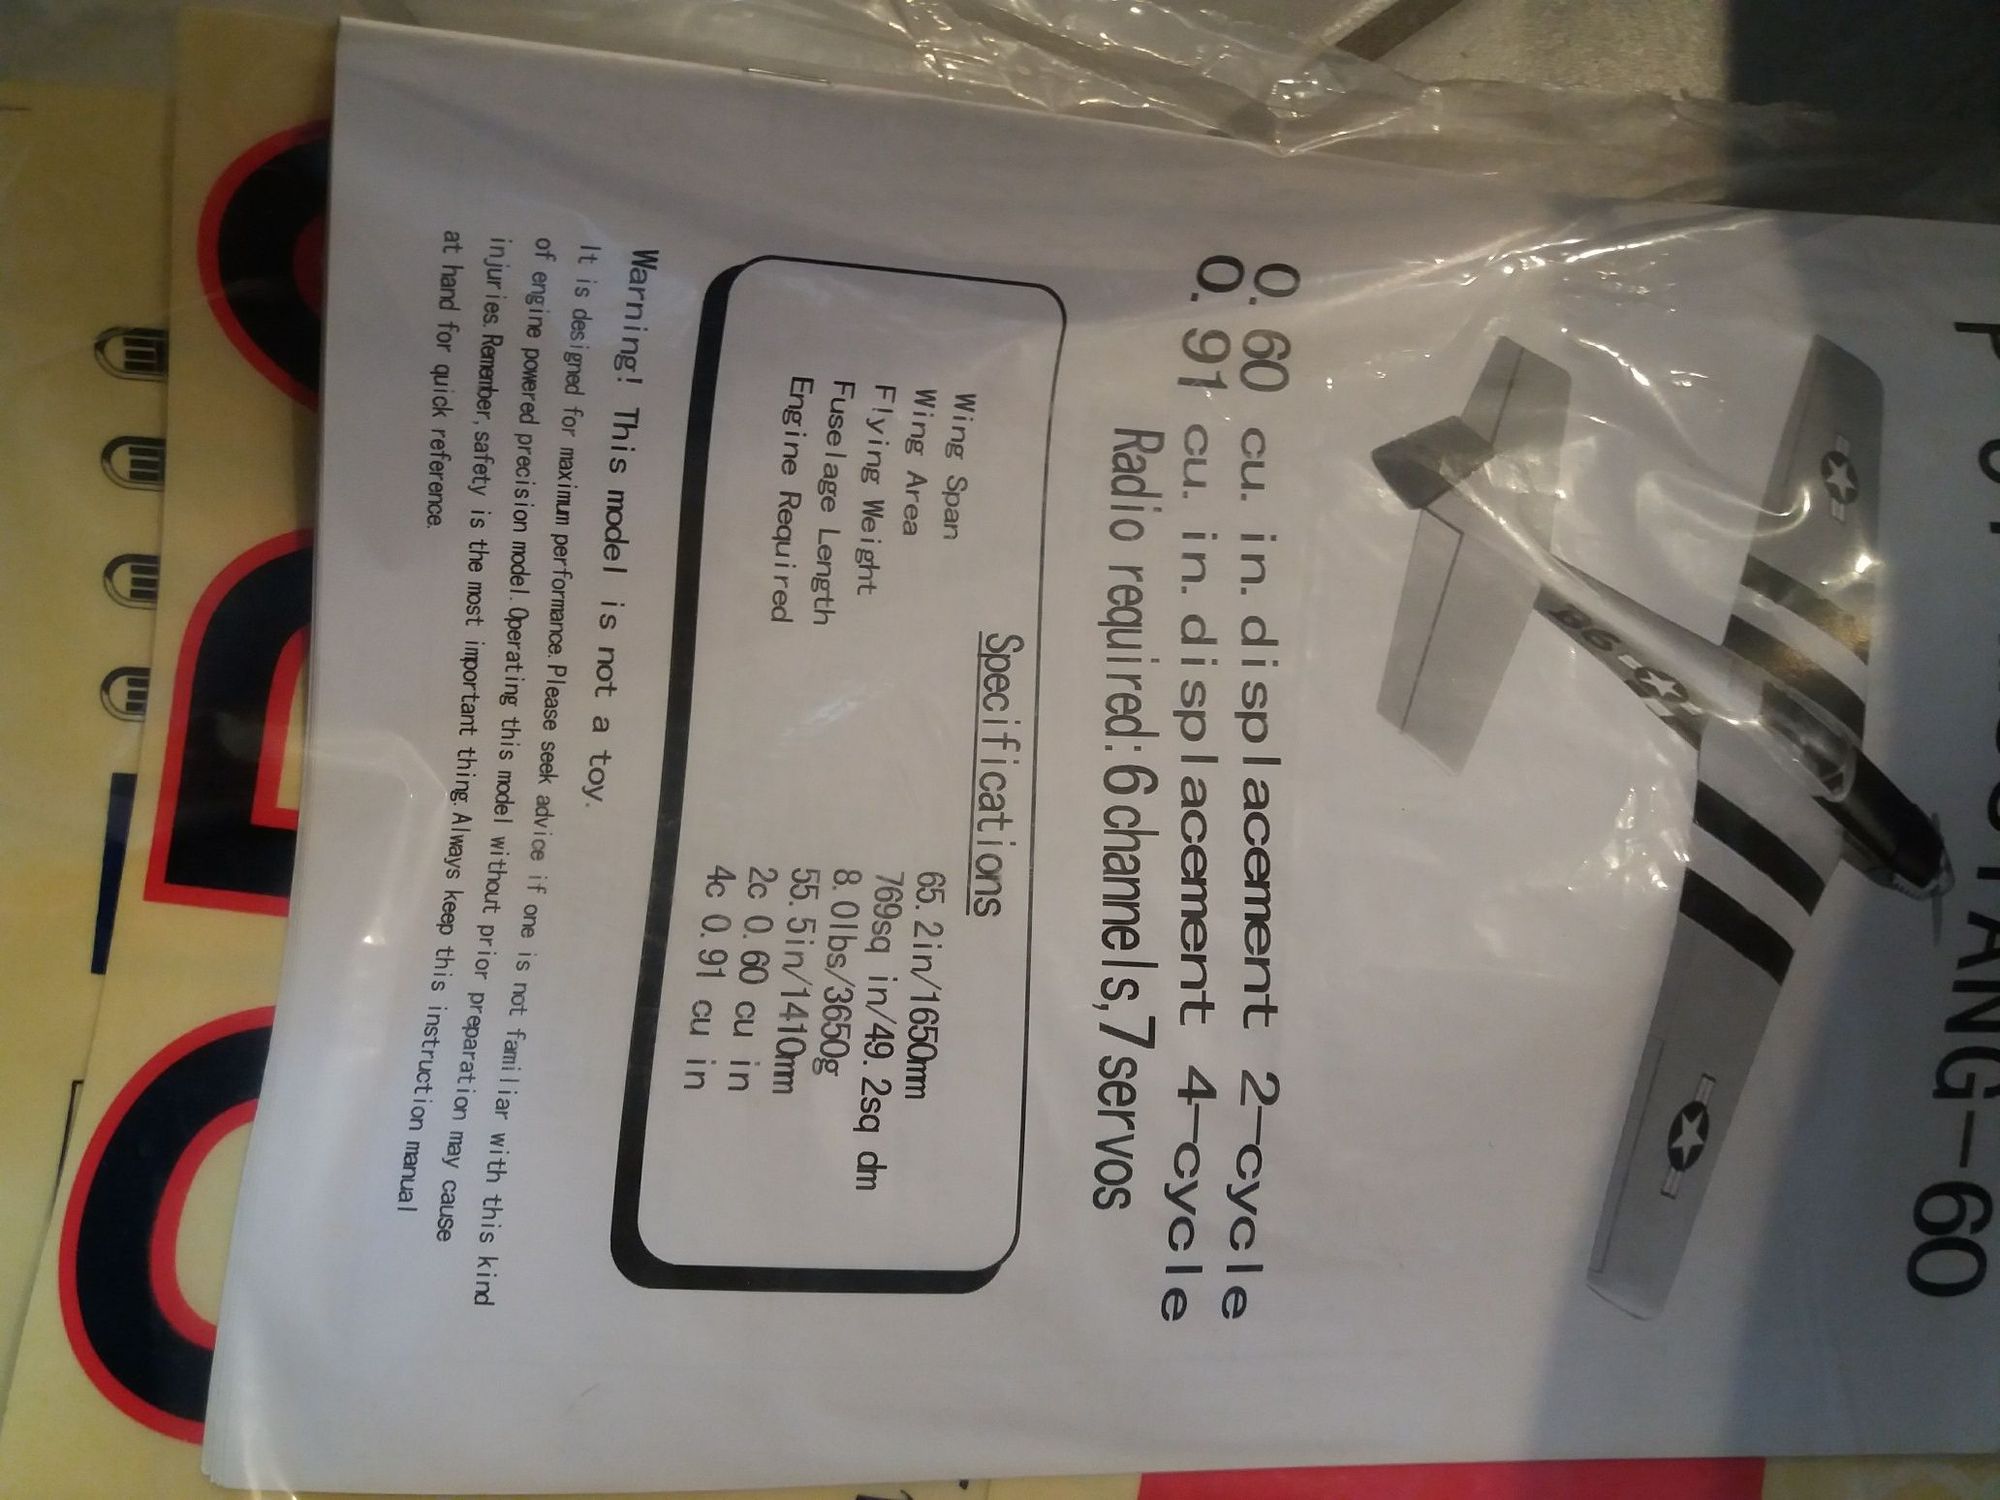 MUSTANG-60
0.60 cu. in. displacement 2-cycle
0.91 cu. in. displacement 4-cycle
Radio required:6channels,7servos
Specifications
Wing Span 65.2in/1650mm
Wing Area 769sq in/49.2sq dm
Flying Weight 8.0lbs/3650g
Fuselage Length 55.5in/1410mm
Engine Required 2c 0.60 cu in
4c 0.91 cu in
Warning! This model is not a toy.
It is designed for maximum performance.Please seek advice if one is not familiar with this kind
of engine powered precision model.Operating this model without prior preparation may cause
injuries.Remember,safety is the most important thing.Always keep this instruction manual
at hand for quick reference.